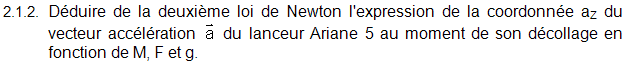 2.1.2. Déduire de la deuxième loi de Newton l'expression de la coordonnée aZ du
vecteur accélération a⃗ du lanceur Ariane 5 au moment de son décollage en
fonction de M, F et g.